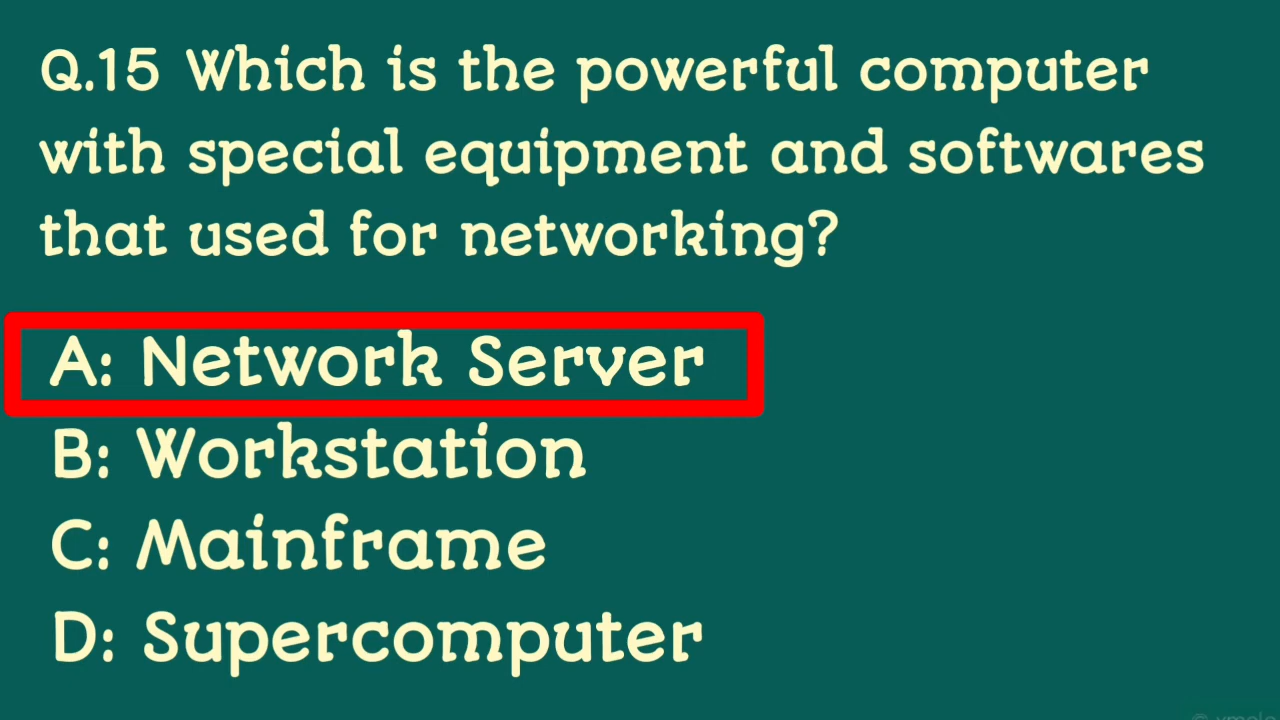 Q.15 Which is the powerful computer
with special equipment and softwares
that used for networking?
A: Network Server
B: Workstation
C: Mainframe
D: Supercomputer